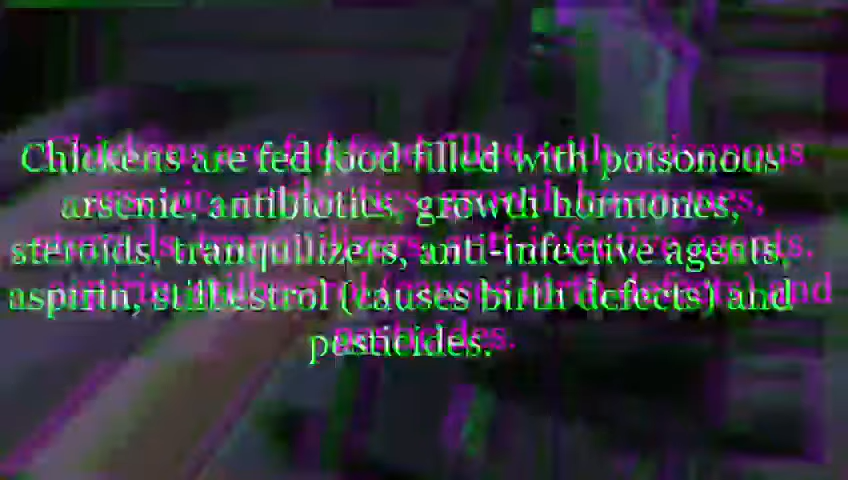 Chickens are fed food filled with poisonous
arsenic, antibiotics, growth hormones,
steroids, tranquilizers, anti-infective agents,
aspirin, stilbestrol (causes birth defects) and
pesticides.